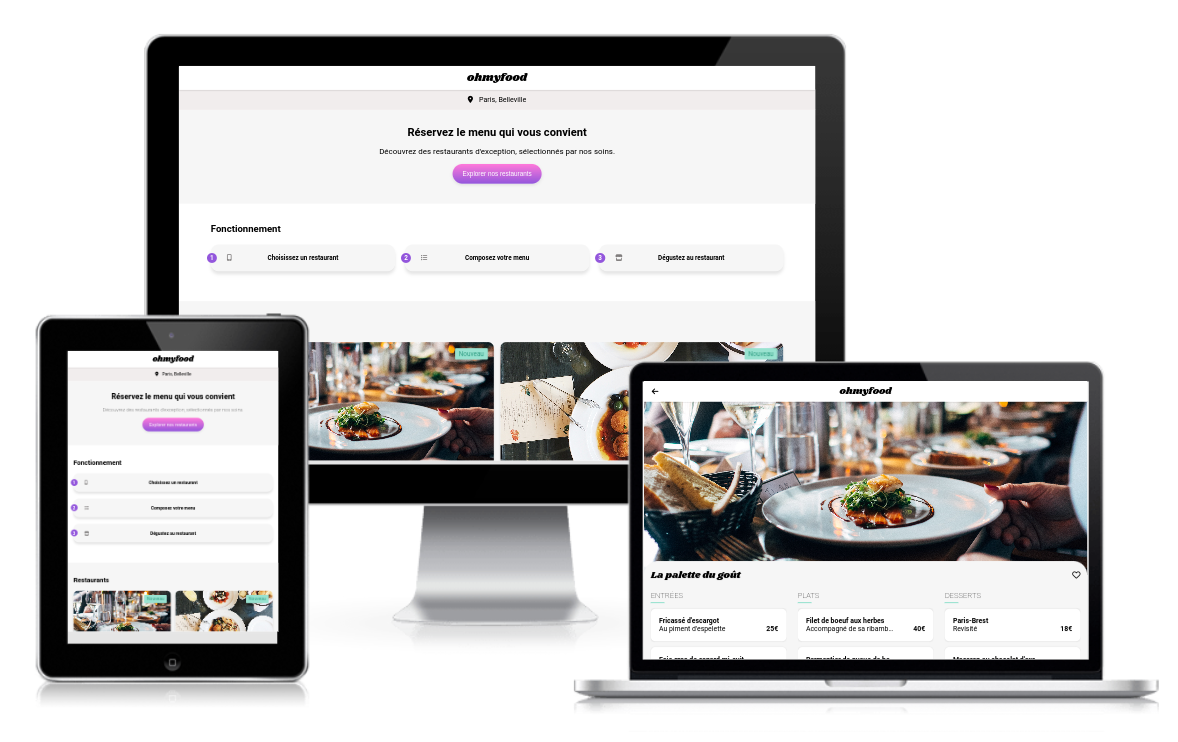 ohmyfood
Paris, Belleville
Réservez le menu qui vous convient
Découvrez des restaurants d'exception, sélectionnés par nos soins.
Explorer nos restaurants
Fonctionnement
1 Choisissez un restaurant
2 Composez votre menu
3 Dégustez au restaurant
Nouveau
Nouveau
ohmyfood
Paris, Belleville
Réservez le menu qui vous convient
Découvrez des restaurants d'exception, sélectionnés par nos soins.
Explorer nos restaurants
Fonctionnement
1 Choisissez un restaurant
2 Composez votre menu
3 Dégustez au restaurant
Restaurants
Nouveau
Nouveau
ohmyfood
La palette du goût
ENTRÉES
Fricassé d'escargot
Au piment d'espelette 25€
PLATS
Filet de boeuf aux herbes
Accompagné de sa ribamb... 40€
DESSERTS
Paris-Brest
Revisité 18€